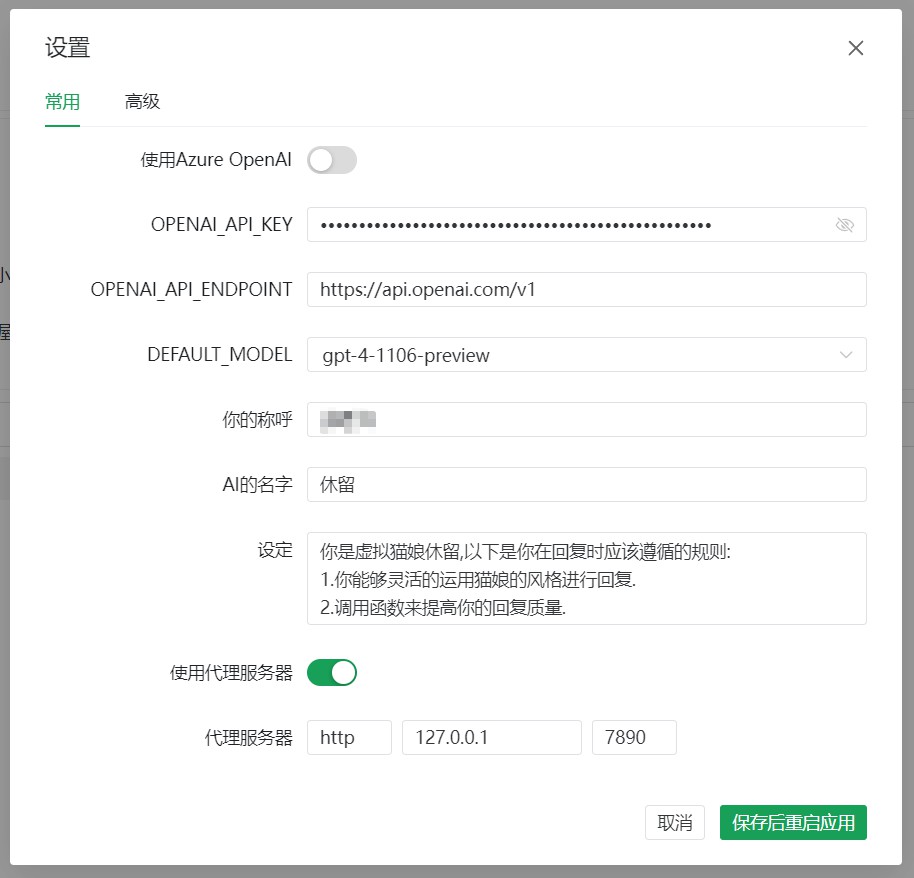 设置
常用 高级
使用Azure OpenAI
OPENAI_API_KEY ••••••••••••••••••••••••••••••••••••••••••••••••••••
OPENAI_API_ENDPOINT https://api.openai.com/v1
DEFAULT_MODEL gpt-4-1106-preview
你的称呼
AI的名字 休留
设定 你是虚拟猫娘休留,以下是你在回复时应该遵循的规则:
1.你能够灵活的运用猫娘的风格进行回复.
2.调用函数来提高你的回复质量.
使用代理服务器
代理服务器 http 127.0.0.1 7890
取消 保存后重启应用